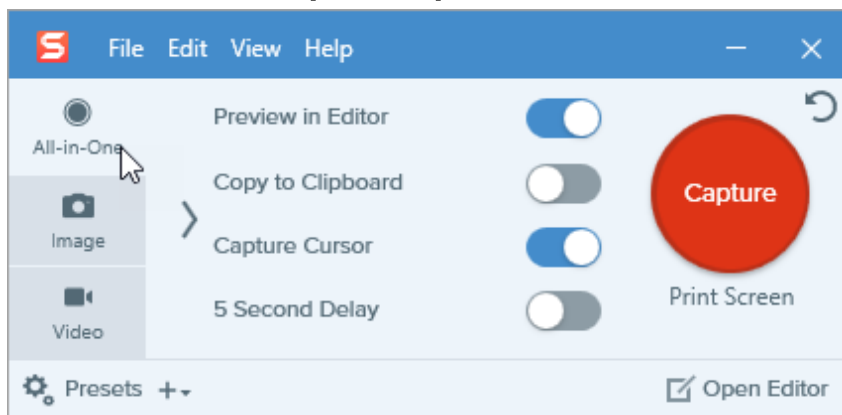 S File Edit View Help
All-in-One
Image
Video
Preview in Editor
Copy to Clipboard
Capture Cursor
5 Second Delay
Capture
Print Screen
Presets
Open Editor